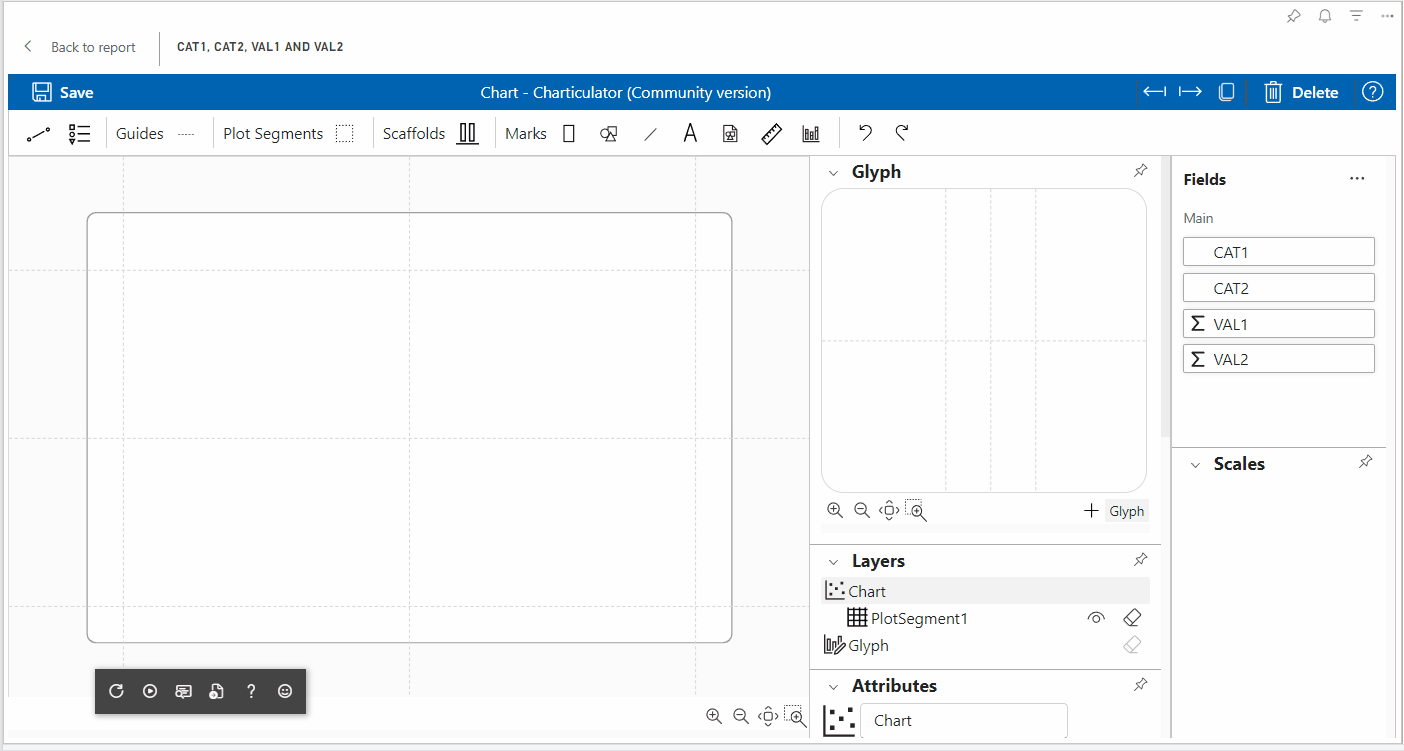 Back to report
CAT1, CAT2, VAL1 AND VAL2
Save
Chart - Charticulator (Community version)
Delete
?
Guides
Plot Segments
Scaffolds
Marks
A
Glyph
Fields
Main
CAT1
CAT2
Σ VAL1
Σ VAL2
Glyph
Scales
Layers
Chart
PlotSegment1
Glyph
Attributes
Chart
?